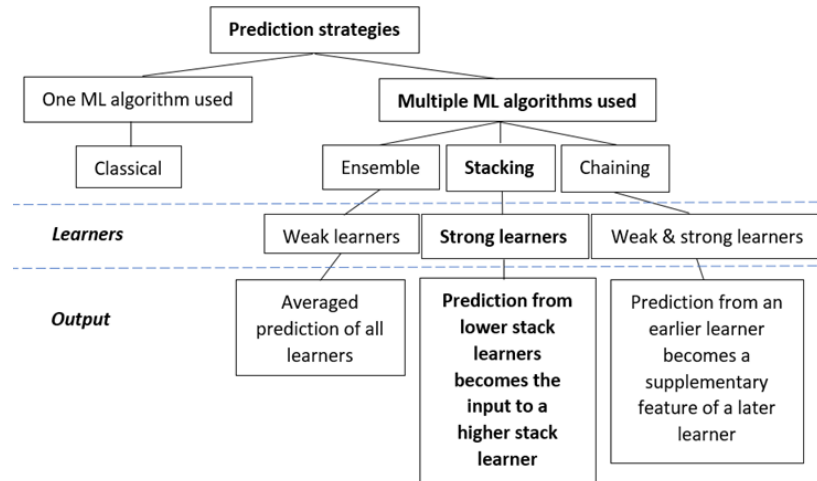 Prediction strategies
One ML algorithm used
Multiple ML algorithms used
Classical
Ensemble
Stacking
Chaining
Learners
Weak learners
Strong learners
Weak & strong learners
Output
Averaged
prediction of all
learners
Prediction from
lower stack
learners
becomes the
input to a
higher stack
learner
Prediction from an
earlier learner
becomes a
supplementary
feature of a later
learner